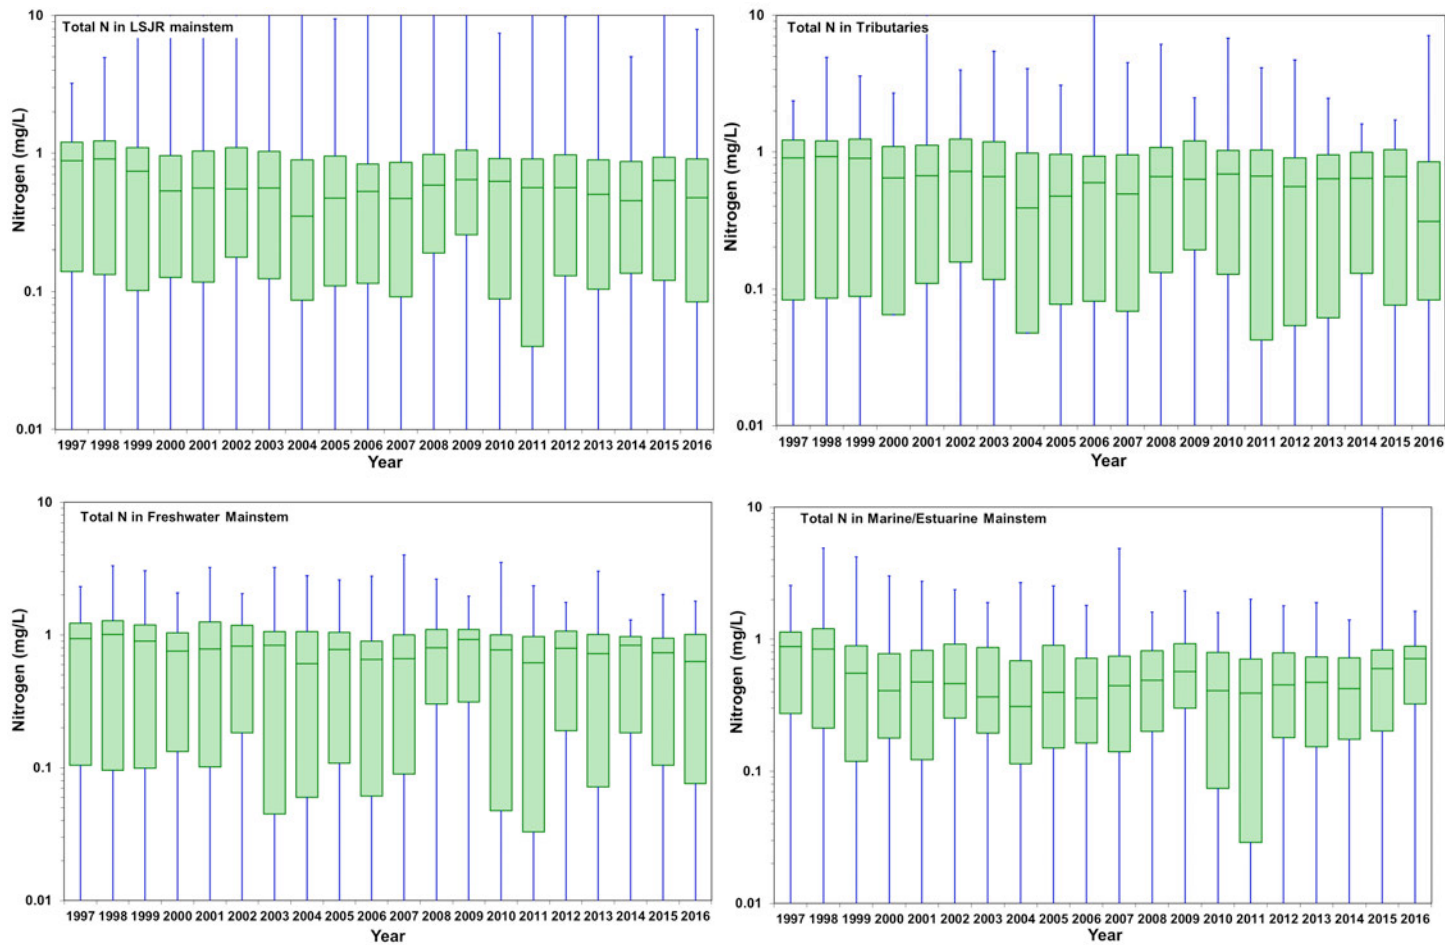 Total N in LSJR mainstem
Nitrogen (mg/L)
10
1
0.1
0.01
1997 1998 1999 2000 2001 2002 2003 2004 2005 2006 2007 2008 2009 2010 2011 2012 2013 2014 2015 2016
Year
Total N in Tributaries
Nitrogen (mg/L)
10
1
0.1
0.01
1997 1998 1999 2000 2001 2002 2003 2004 2005 2006 2007 2008 2009 2010 2011 2012 2013 2014 2015 2016
Year
Total N in Freshwater Mainstem
Nitrogen (mg/L)
10
1
0.1
0.01
1997 1998 1999 2000 2001 2002 2003 2004 2005 2006 2007 2008 2009 2010 2011 2012 2013 2014 2015 2016
Year
Total N in Marine/Estuarine Mainstem
Nitrogen (mg/L)
10
1
0.1
0.01
1997 1998 1999 2000 2001 2002 2003 2004 2005 2006 2007 2008 2009 2010 2011 2012 2013 2014 2015 2016
Year